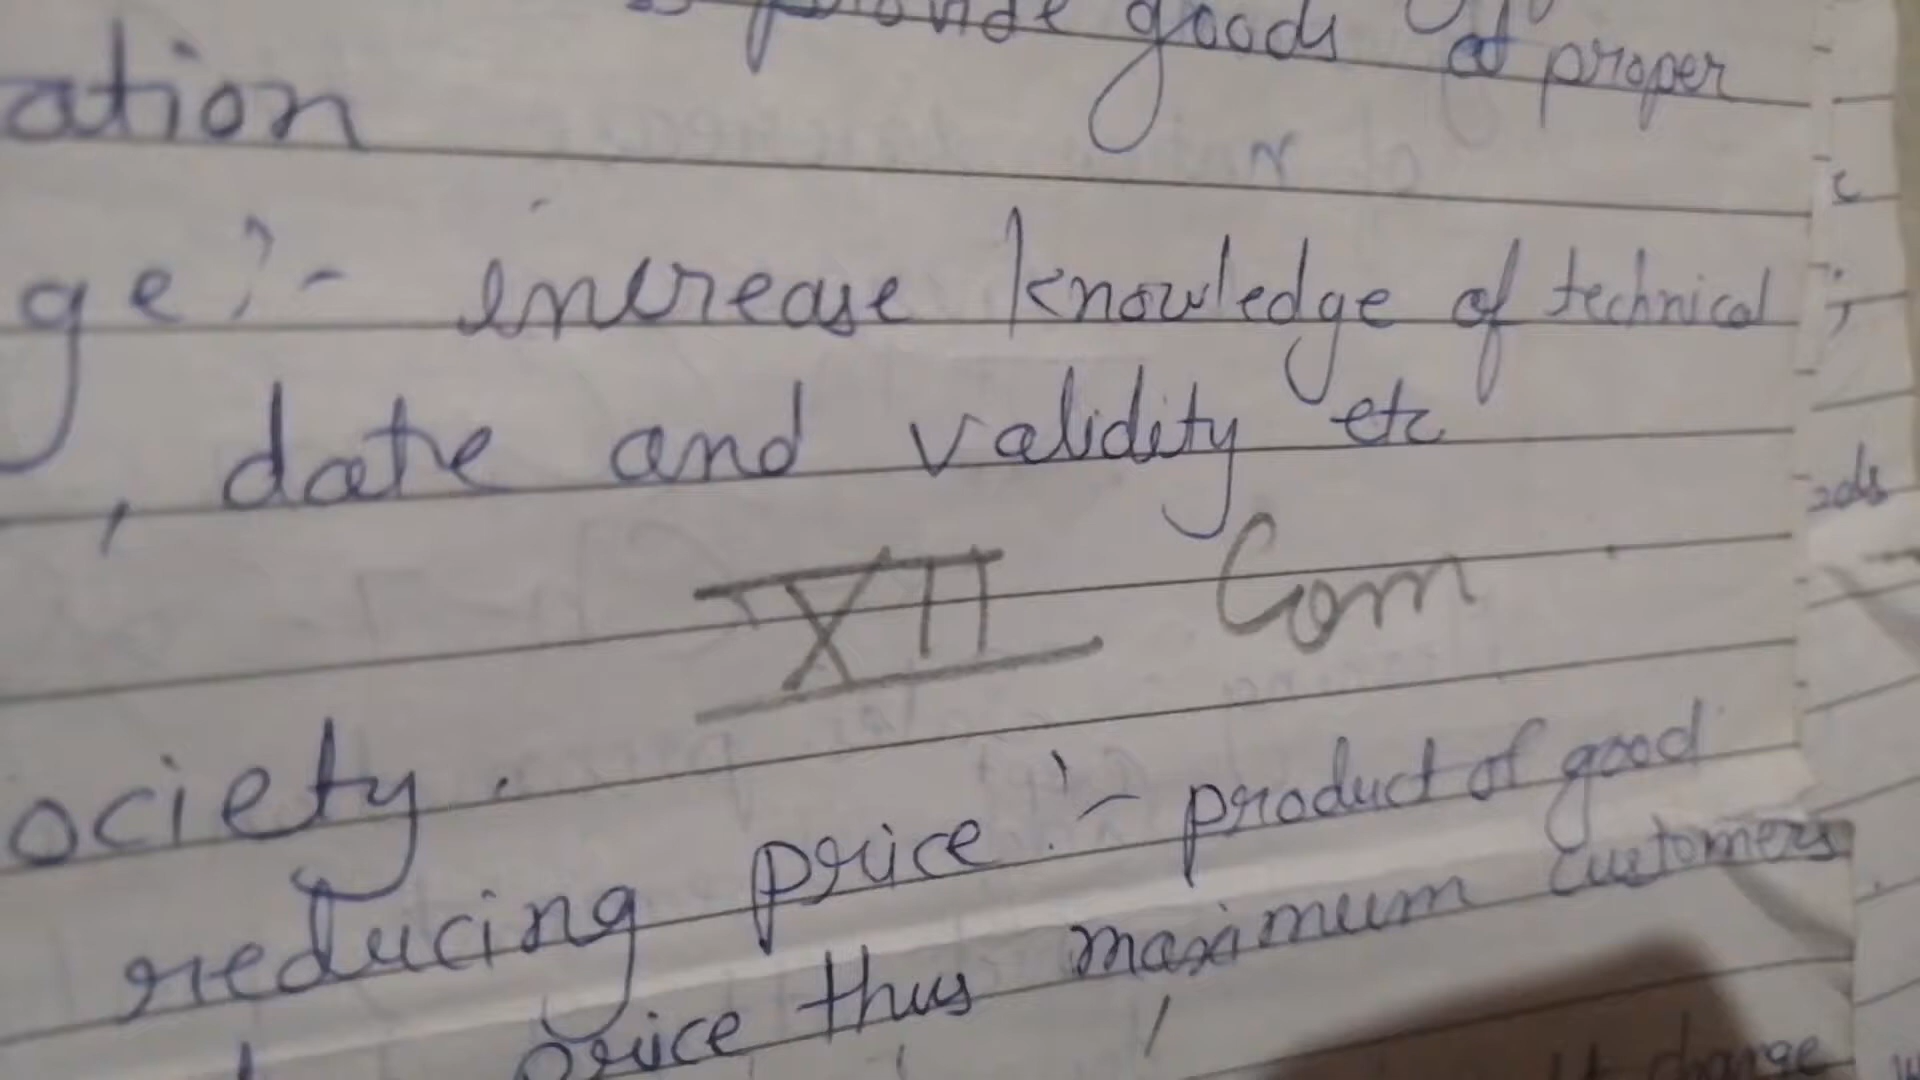 provide goods at proper
ation
ge :- increase knowledge of technical
, date and validity etc
XII Com
ociety.
reducing price :- product of good
price thus maximum customers
change